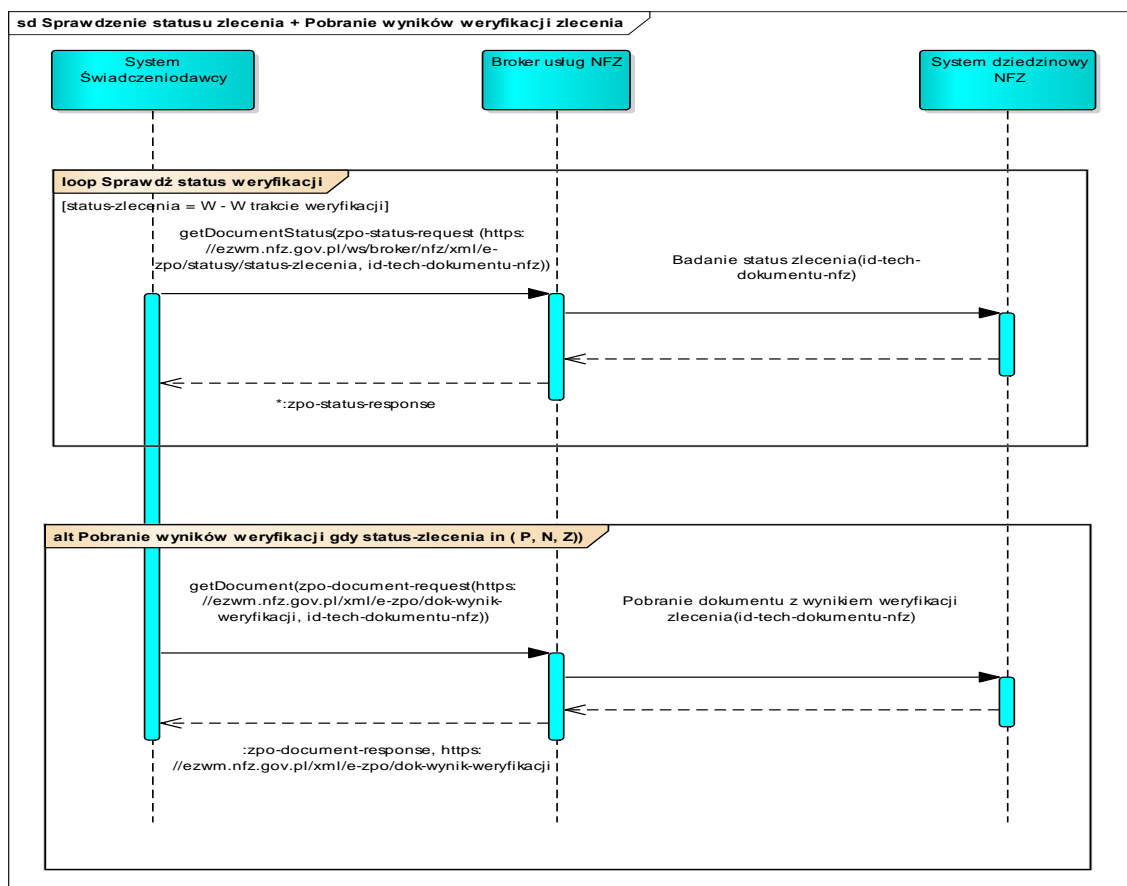 sd Sprawdzenie statusu zlecenia + Pobranie wyników weryfikacji zlecenia
System
Świadczeniodawcy
Broker usług NFZ
System dziedzinowy
NFZ
loop Sprawdź status weryfikacji
[status-zlecenia = W - W trakcie weryfikacji]
getDocumentStatus(zpo-status-request (https:
//ezwm.nfz.gov.pl/ws/broker/nfz/xml/e-
zpo/statusy/status-zlecenia, id-tech-dokumentu-nfz))
Badanie status zlecenia(id-tech-
dokumentu-nfz)
*:zpo-status-response
alt Pobranie wyników weryfikacji gdy status-zlecenia in ( P, N, Z))
getDocument(zpo-document-request(https:
//ezwm.nfz.gov.pl/xml/e-zpo/dok-wynik-
weryfikacji, id-tech-dokumentu-nfz))
Pobranie dokumentu z wynikiem weryfikacji
zlecenia(id-tech-dokumentu-nfz)
:zpo-document-response, https:
//ezwm.nfz.gov.pl/xml/e-zpo/dok-wynik-weryfikacji